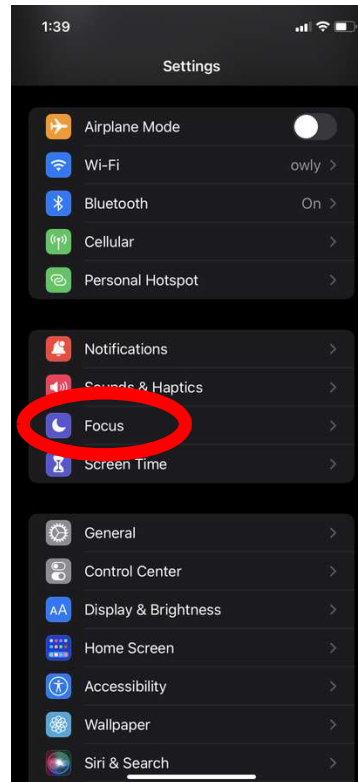 1:39
Settings
Airplane Mode
Wi-Fi owly
Bluetooth On
Cellular
Personal Hotspot
Notifications
Sounds & Haptics
Focus
Screen Time
General
Control Center
AA Display & Brightness
Home Screen
Accessibility
Wallpaper
Siri & Search